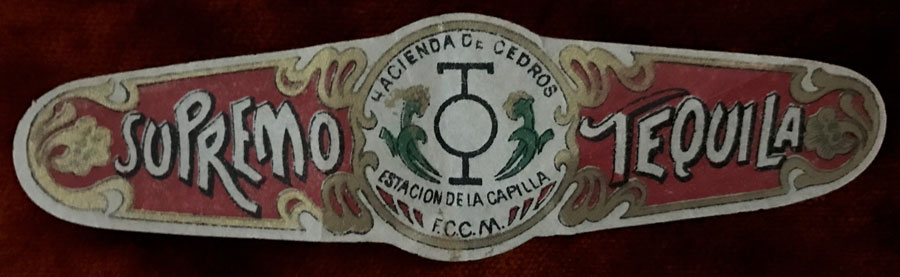 SUPREMO
HACIENDA DE CEDROS
ESTACION DE LA CAPILLA
F.C.C.M.
TEQUILA